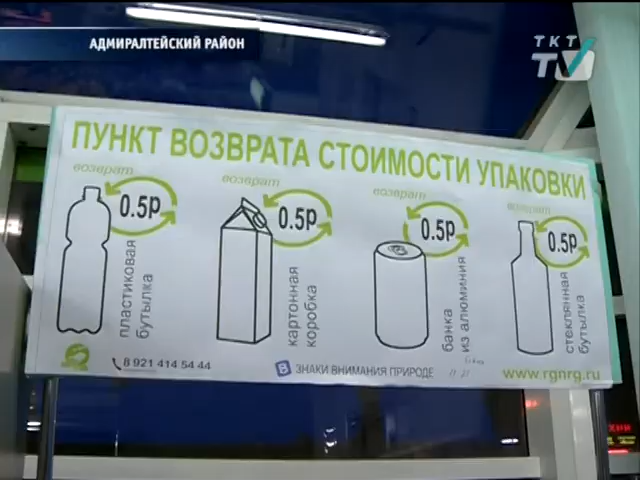 АДМИРАЛТЕЙСКИЙ РАЙОН
ТКТ
TV
ПУНКТ ВОЗВРАТА СТОИМОСТИ УПАКОВКИ
возврат
0.5Р
пластиковая
бутылка
возврат
0.5Р
картонная
коробка
возврат
0.5Р
банка
из алюминия
возврат
0.5Р
стеклянная
бутылка
8 921 414 54 44
В ЗНАКИ ВНИМАНИЯ ПРИРОДЕ
www.rgnrg.ru